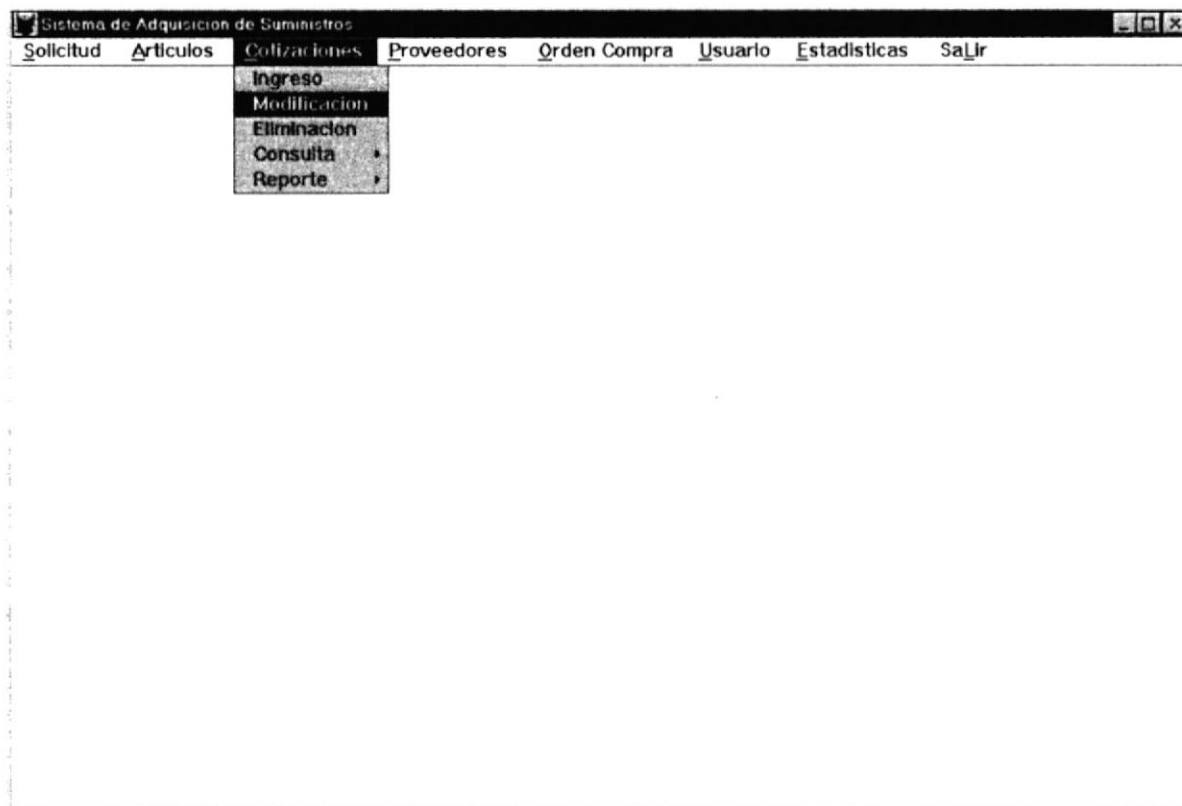 Sistema de Adquisicion de Suministros
Solicitud Articulos Cotizaciones Proveedores Orden Compra Usuario Estadisticas SaLir
Ingreso
Modificacion
Eliminacion
Consulta
Reporte